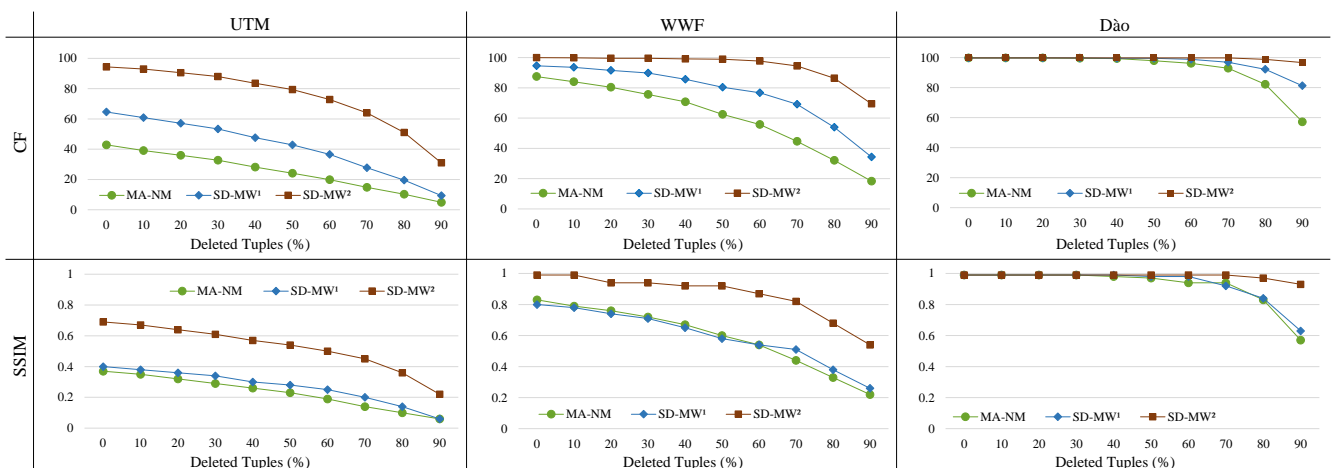 UTM WWF Dào
CF
100 100 100
80 80 80
60 60 60
40 40 40
20 20 20
0 0 0
MA-NM SD-MW¹ SD-MW² MA-NM SD-MW¹ SD-MW² MA-NM SD-MW¹ SD-MW²
0 10 20 30 40 50 60 70 80 90 0 10 20 30 40 50 60 70 80 90 0 10 20 30 40 50 60 70 80 90
Deleted Tuples (%) Deleted Tuples (%) Deleted Tuples (%)
SSIM
1 1 1
0.8 0.8 0.8
0.6 0.6 0.6
0.4 0.4 0.4
0.2 0.2 0.2
0 0 0
MA-NM SD-MW¹ SD-MW² MA-NM SD-MW¹ SD-MW² MA-NM SD-MW¹ SD-MW²
0 10 20 30 40 50 60 70 80 90 0 10 20 30 40 50 60 70 80 90 0 10 20 30 40 50 60 70 80 90
Deleted Tuples (%) Deleted Tuples (%) Deleted Tuples (%)